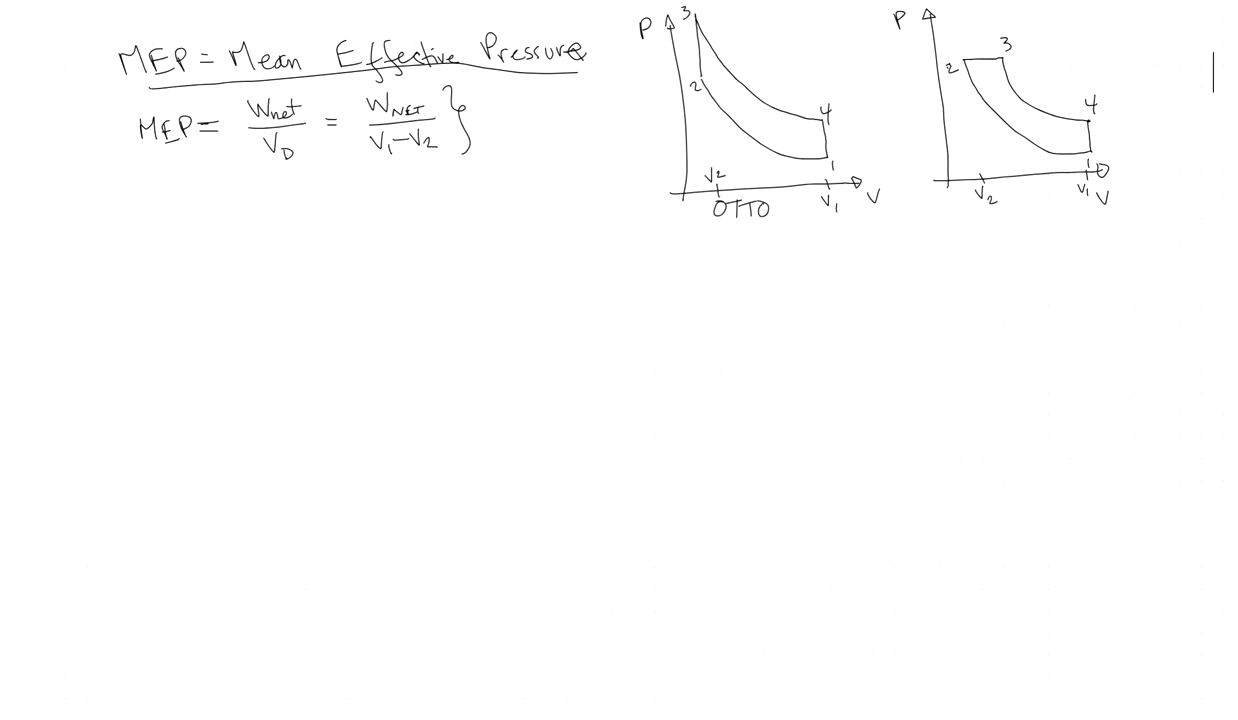 MEP = Mean Effective Pressure
MEP = Wnet / VD = WNET / V1-V2 }
P 3 2 4 1 V2 V1 V
OTTO
P 2 3 4 1 V2 V1 V